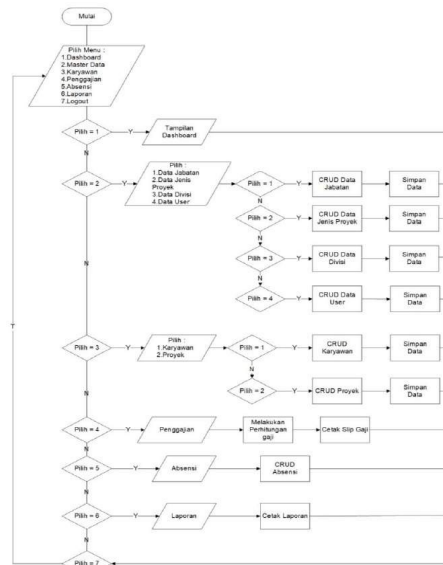 Mulai
Pilih Menu :
1.Dashboard
2.Master Data
3.Karyawan
4.Penggajian
5.Absensi
6.Laporan
7.Logout
Pilih = 1
Y
Tampilan
Dashboard
N
Pilih = 2
Y
Pilih :
1.Data Jabatan
2.Data Jenis
Proyek
3.Data Divisi
4.Data User
Pilih = 1
Y
CRUD Data
Jabatan
Simpan
Data
N
Pilih = 2
Y
CRUD Data
Jenis Proyek
Simpan
Data
N
Pilih = 3
Y
CRUD Data
Divisi
Simpan
Data
N
Pilih = 4
Y
CRUD Data
User
Simpan
Data
N
Y
Pilih = 3
Y
Pilih :
1.Karyawan
2.Proyek
Pilih = 1
Y
CRUD
Karyawan
Simpan
Data
N
Pilih = 2
Y
CRUD Proyek
Simpan
Data
N
Pilih = 4
Y
Penggajian
Melakukan
Perhitungan
gaji
Cetak Slip Gaji
N
Pilih = 5
Y
Absensi
CRUD
Absensi
N
Pilih = 6
Y
Laporan
Cetak Laporan
N
Pilih = 7